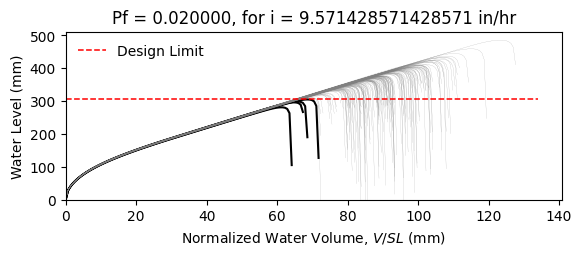 Pf = 0.020000, for i = 9.571428571428571 in/hr
Design Limit
Water Level (mm)
500
400
300
200
100
0
0 20 40 60 80 100 120 140
Normalized Water Volume, V/SL (mm)